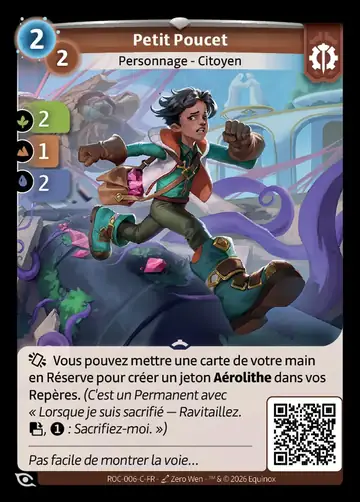 2
Petit Poucet
2
Personnage - Citoyen
2
1
2
Vous pouvez mettre une carte de votre main
en Réserve pour créer un jeton Aérolithe dans vos
Repères. (C'est un Permanent avec
« Lorsque je suis sacrifié — Ravitaillez.
, 1 : Sacrifiez-moi. »)
Pas facile de montrer la voie...
ROC-006-C-FR - Zero Wen - ™ & © 2026 Equinox